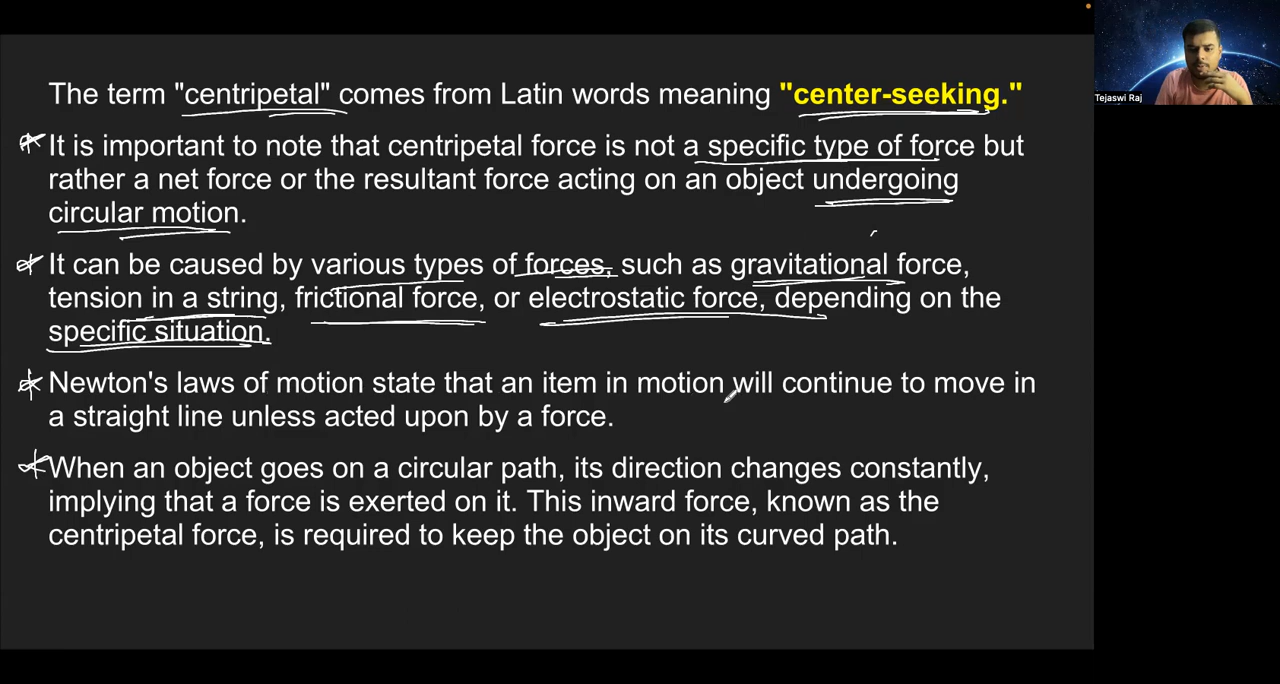 The term "centripetal" comes from Latin words meaning "center-seeking."
It is important to note that centripetal force is not a specific type of force but
rather a net force or the resultant force acting on an object undergoing
circular motion.
It can be caused by various types of forces, such as gravitational force,
tension in a string, frictional force, or electrostatic force, depending on the
specific situation.
Newton's laws of motion state that an item in motion will continue to move in
a straight line unless acted upon by a force.
When an object goes on a circular path, its direction changes constantly,
implying that a force is exerted on it. This inward force, known as the
centripetal force, is required to keep the object on its curved path.
Tejaswi Raj